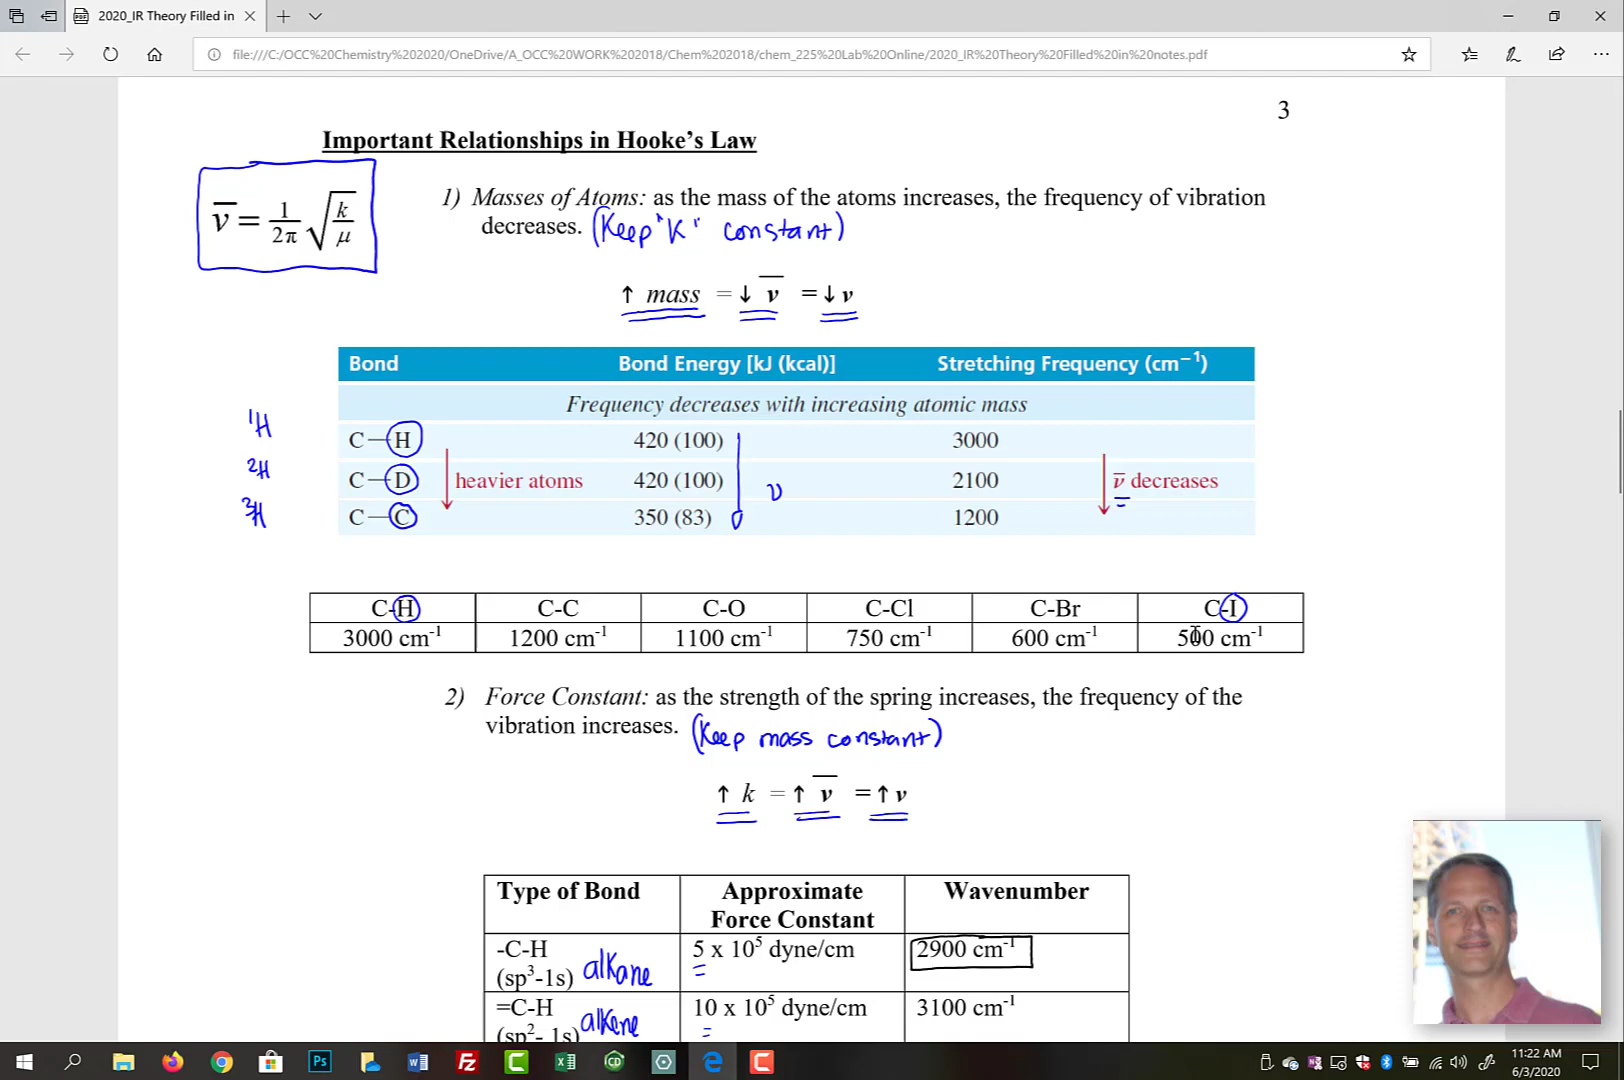 2020_IR Theory Filled in
file:///C:/OCC%20Chemistry%202020/OneDrive/A_OCC%20WORK%202018/Chem%202018/chem_225%20Lab%20Online/2020_IR%20Theory%20Filled%20in%20notes.pdf
3
Important Relationships in Hooke's Law
ν̅ = 1/2π √k/μ
1) Masses of Atoms: as the mass of the atoms increases, the frequency of vibration
decreases. (Keep "K" constant)
↑ mass = ↓ ν̅ = ↓ ν
Bond Bond Energy [kJ (kcal)] Stretching Frequency (cm⁻¹)
Frequency decreases with increasing atomic mass
¹H C—H 420 (100) 3000
²H C—D heavier atoms 420 (100) ν 2100 ν̅ decreases
³H C—C 350 (83) 1200
C-H C-C C-O C-Cl C-Br C-I
3000 cm⁻¹ 1200 cm⁻¹ 1100 cm⁻¹ 750 cm⁻¹ 600 cm⁻¹ 500 cm⁻¹
2) Force Constant: as the strength of the spring increases, the frequency of the
vibration increases. (Keep mass constant)
↑ k = ↑ ν̅ = ↑ ν
Type of Bond Approximate Wavenumber
Force Constant
-C-H 5 x 10⁵ dyne/cm 2900 cm⁻¹
(sp³-1s) alkane
=C-H 10 x 10⁵ dyne/cm 3100 cm⁻¹
(sp²- 1s) alkene
11:22 AM
6/3/2020